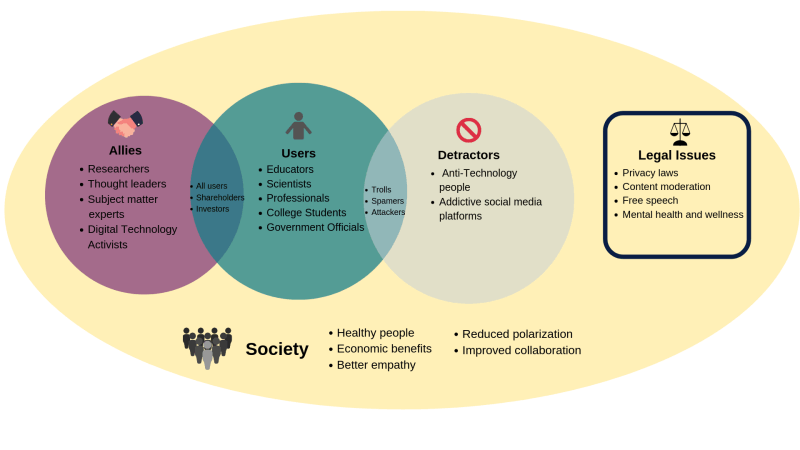 Allies
• Researchers
• Thought leaders
• Subject matter
experts
• Digital Technology
Activists
• All users
• Shareholders
• Investors
Users
• Educators
• Scientists
• Professionals
• College Students
• Government Officials
• Trolls
• Spamers
• Attackers
Detractors
• Anti-Technology
people
• Addictive social media
platforms
Legal Issues
• Privacy laws
• Content moderation
• Free speech
• Mental health and wellness
Society
• Healthy people
• Economic benefits
• Better empathy
• Reduced polarization
• Improved collaboration